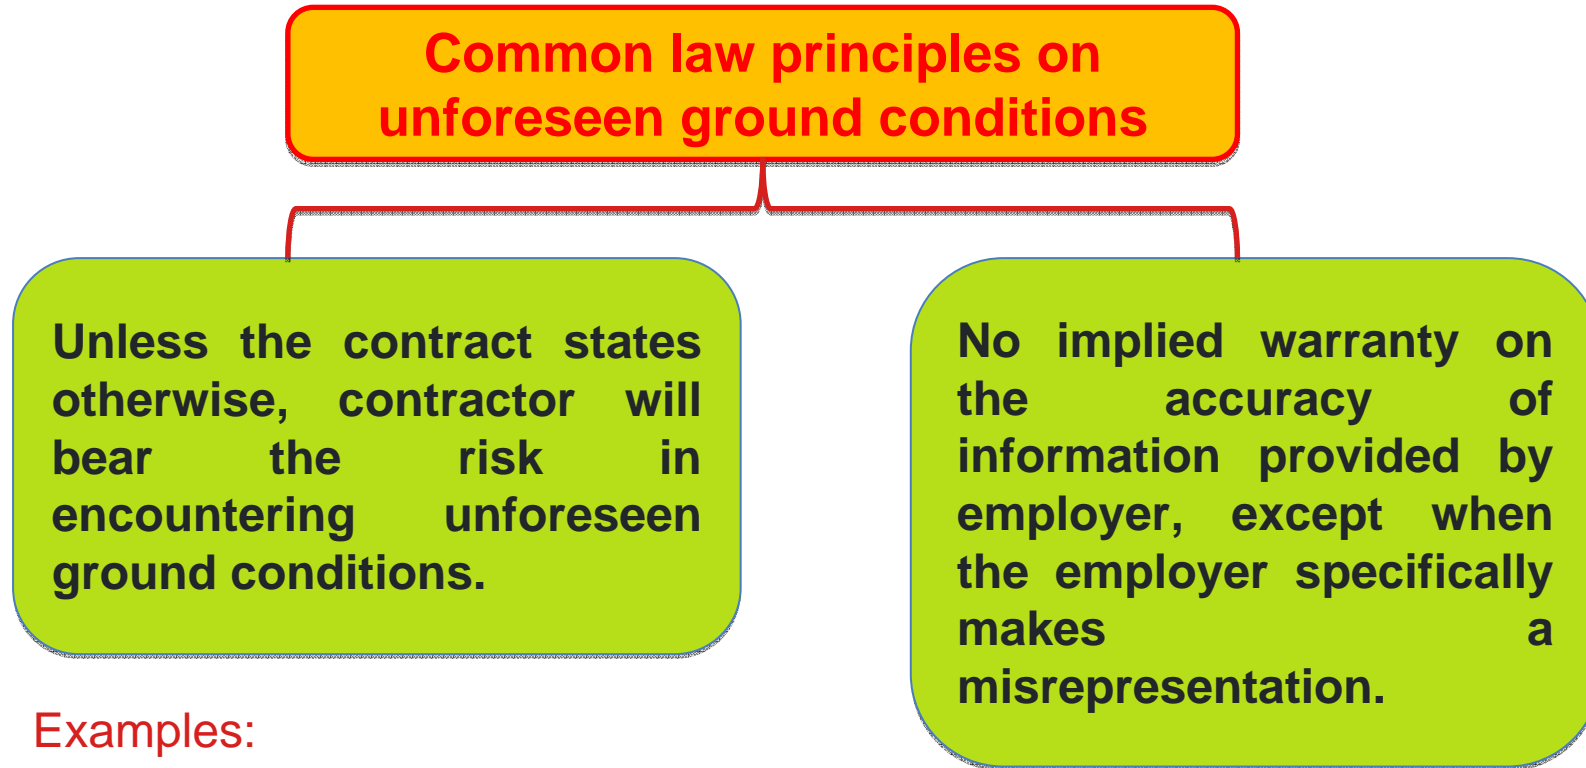 Common law principles on
unforeseen ground conditions
Unless the contract states
otherwise, contractor will
bear the risk in
encountering unforeseen
ground conditions.
No implied warranty on
the accuracy of
information provided by
employer, except when
the employer specifically
makes a
misrepresentation.
Examples: